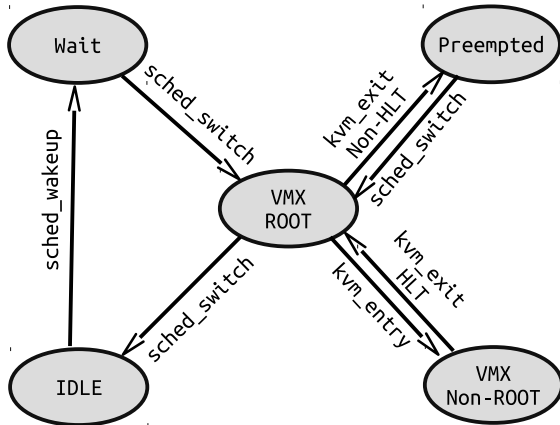 Wait
Preempted
sched_switch
kvm_exit
Non-HLT
sched_switch
sched_wakeup
VMX
ROOT
sched_switch
kvm_entry
kvm_exit
HLT
IDLE
VMX
Non-ROOT